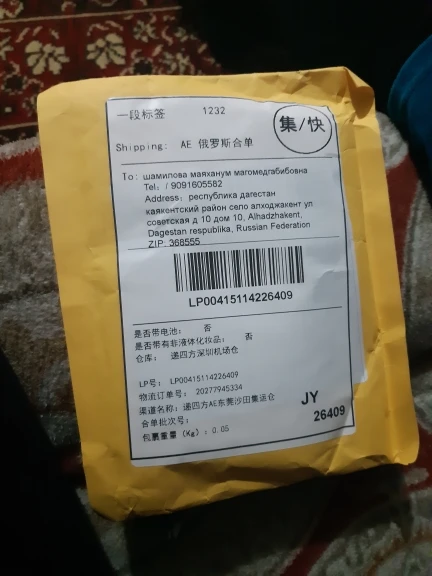 一段标签 1232
集/快
Shipping: AE 俄罗斯合单
To: шамилова маяханум магомедгабибовна
Tel: / 9091605582
Address: республика дагестан
каякентский район село алходжакент ул
советская д 10 дом 10, Alhadzhakent,
Dagestan respublika, Russian Federation
ZIP: 368555
LP00415114226409
是否带电池: 否
是否带有非液体化妆品: 否
仓库: 递四方深圳机场仓
LP号: LP00415114226409
物流订单号: 20277945334
渠道名称: 递四方AE东莞沙田集运仓
合单批次号:
包裹重量 (Kg) : 0.05
JY
26409